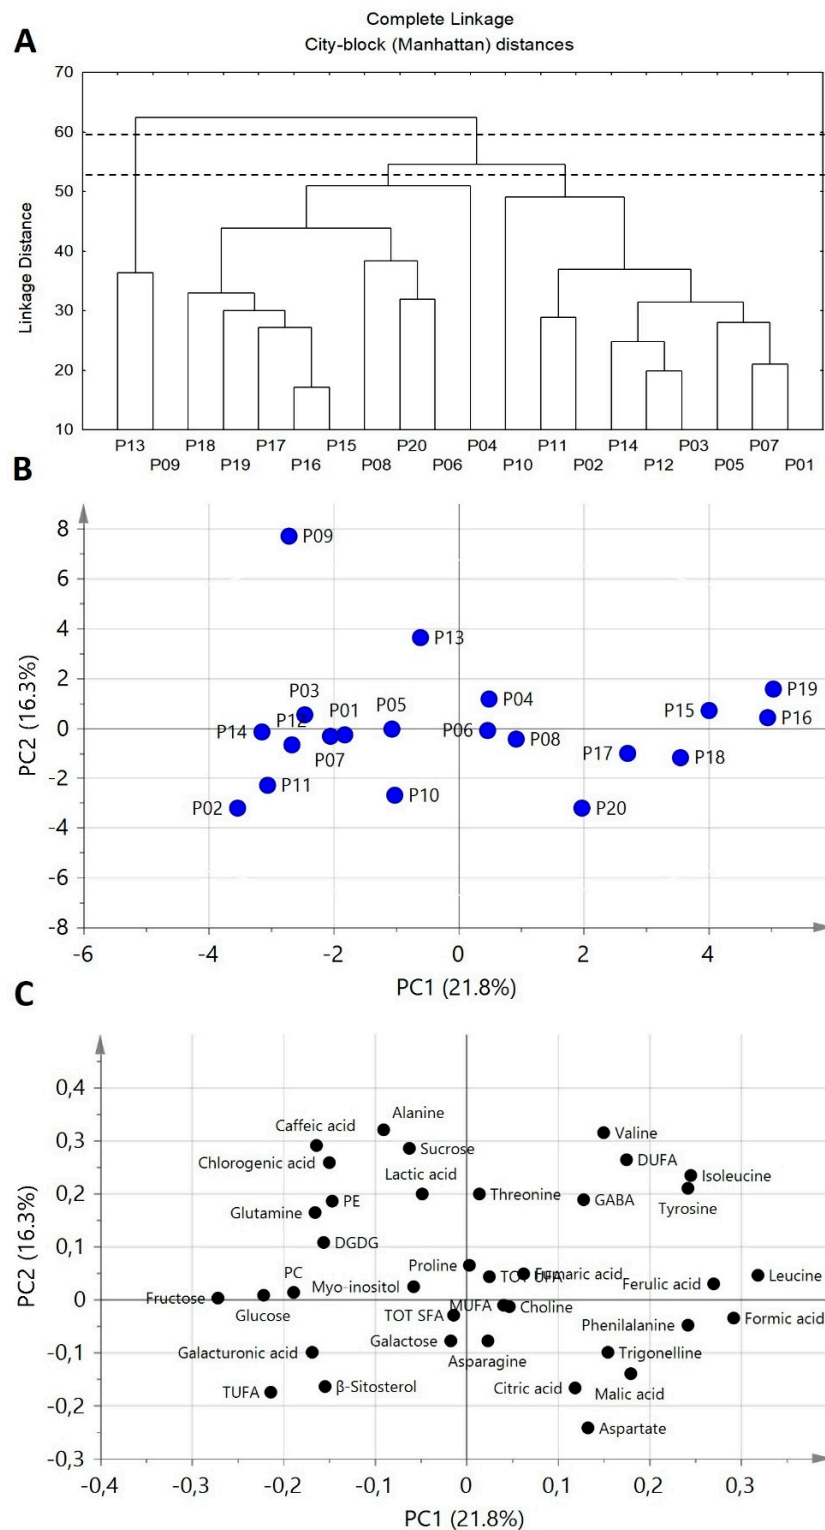 Complete Linkage
A
City-block (Manhattan) distances
70
60
50
40
30
20
10
Linkage Distance
P13 P18 P17 P15 P20 P04 P11 P14 P03 P07
P09 P19 P16 P08 P06 P10 P02 P12 P05 P01
B
8
6
4
2
0
-2
-4
-6
-8
PC2 (16.3%)
P09
P13
P03
P19
P01
P05
P04
P15
P12
P16
P14
P06
P08
P07
P17
P18
P11
P10
P02
P20
-6 -4 -2 0 2 4
PC1 (21.8%)
C
0,4
0,3
0,2
0,1
0
-0,1
-0,2
-0,3
PC2 (16.3%)
Alanine
Caffeic acid
Valine
Sucrose
DUFA
Chlorogenic acid
Isoleucine
Lactic acid
Tyrosine
PE
Threonine
GABA
Glutamine
DGDG
Proline
TOT UFA
Fumaric acid
PC
Myo-inositol
Ferulic acid
Leucine
Fructose
Glucose
MUFA
Choline
TOT SFA
Formic acid
Phenilalanine
Galactose
Asparagine
Galacturonic acid
Trigonelline
Citric acid
Malic acid
TUFA
β-Sitosterol
Aspartate
-0,4 -0,3 -0,2 -0,1 0 0,1 0,2 0,3
PC1 (21.8%)